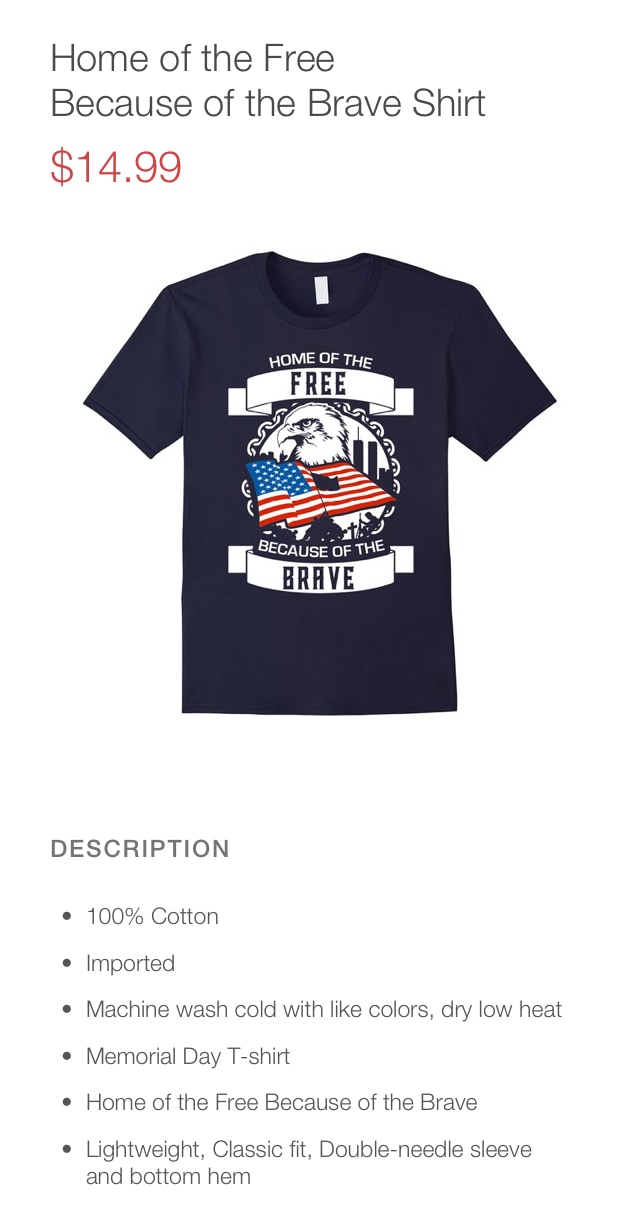 Home of the Free
Because of the Brave Shirt
$14.99
HOME OF THE
FREE
BECAUSE OF THE
BRAVE
DESCRIPTION
• 100% Cotton
• Imported
• Machine wash cold with like colors, dry low heat
• Memorial Day T-shirt
• Home of the Free Because of the Brave
• Lightweight, Classic fit, Double-needle sleeve
and bottom hem